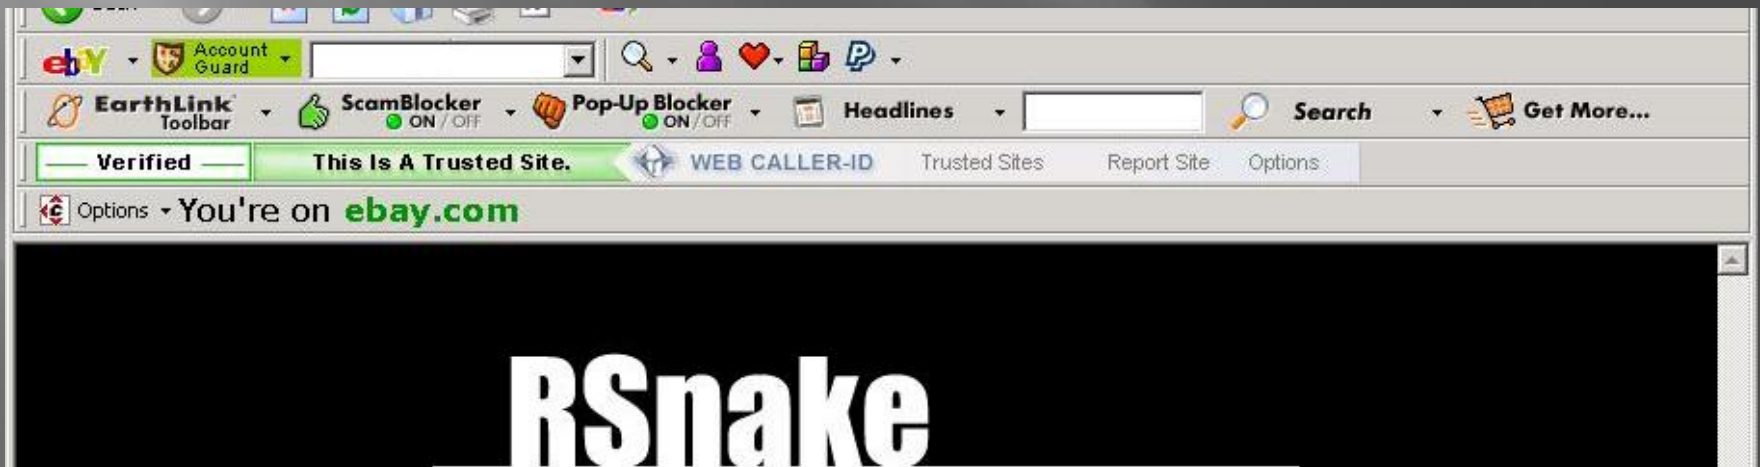 ebY Account
Guard
EarthLink ScamBlocker Pop-Up Blocker Headlines Search Get More...
Toolbar ON / OFF ON / OFF
Verified This Is A Trusted Site. WEB CALLER-ID Trusted Sites Report Site Options
Options You're on ebay.com
RSnake